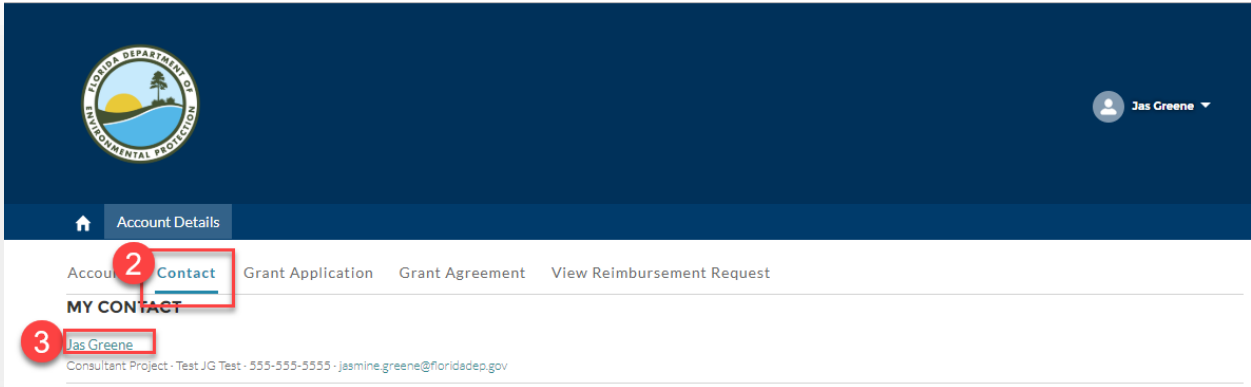 FLORIDA DEPARTMENT OF
ENVIRONMENTAL PROTECTION
Jas Greene
Account Details
2
Contact Grant Application Grant Agreement View Reimbursement Request
MY CONTACT
3
Jas Greene
Consultant Project · Test JG Test · 555-555-5555 · jasmine.greene@floridadep.gov